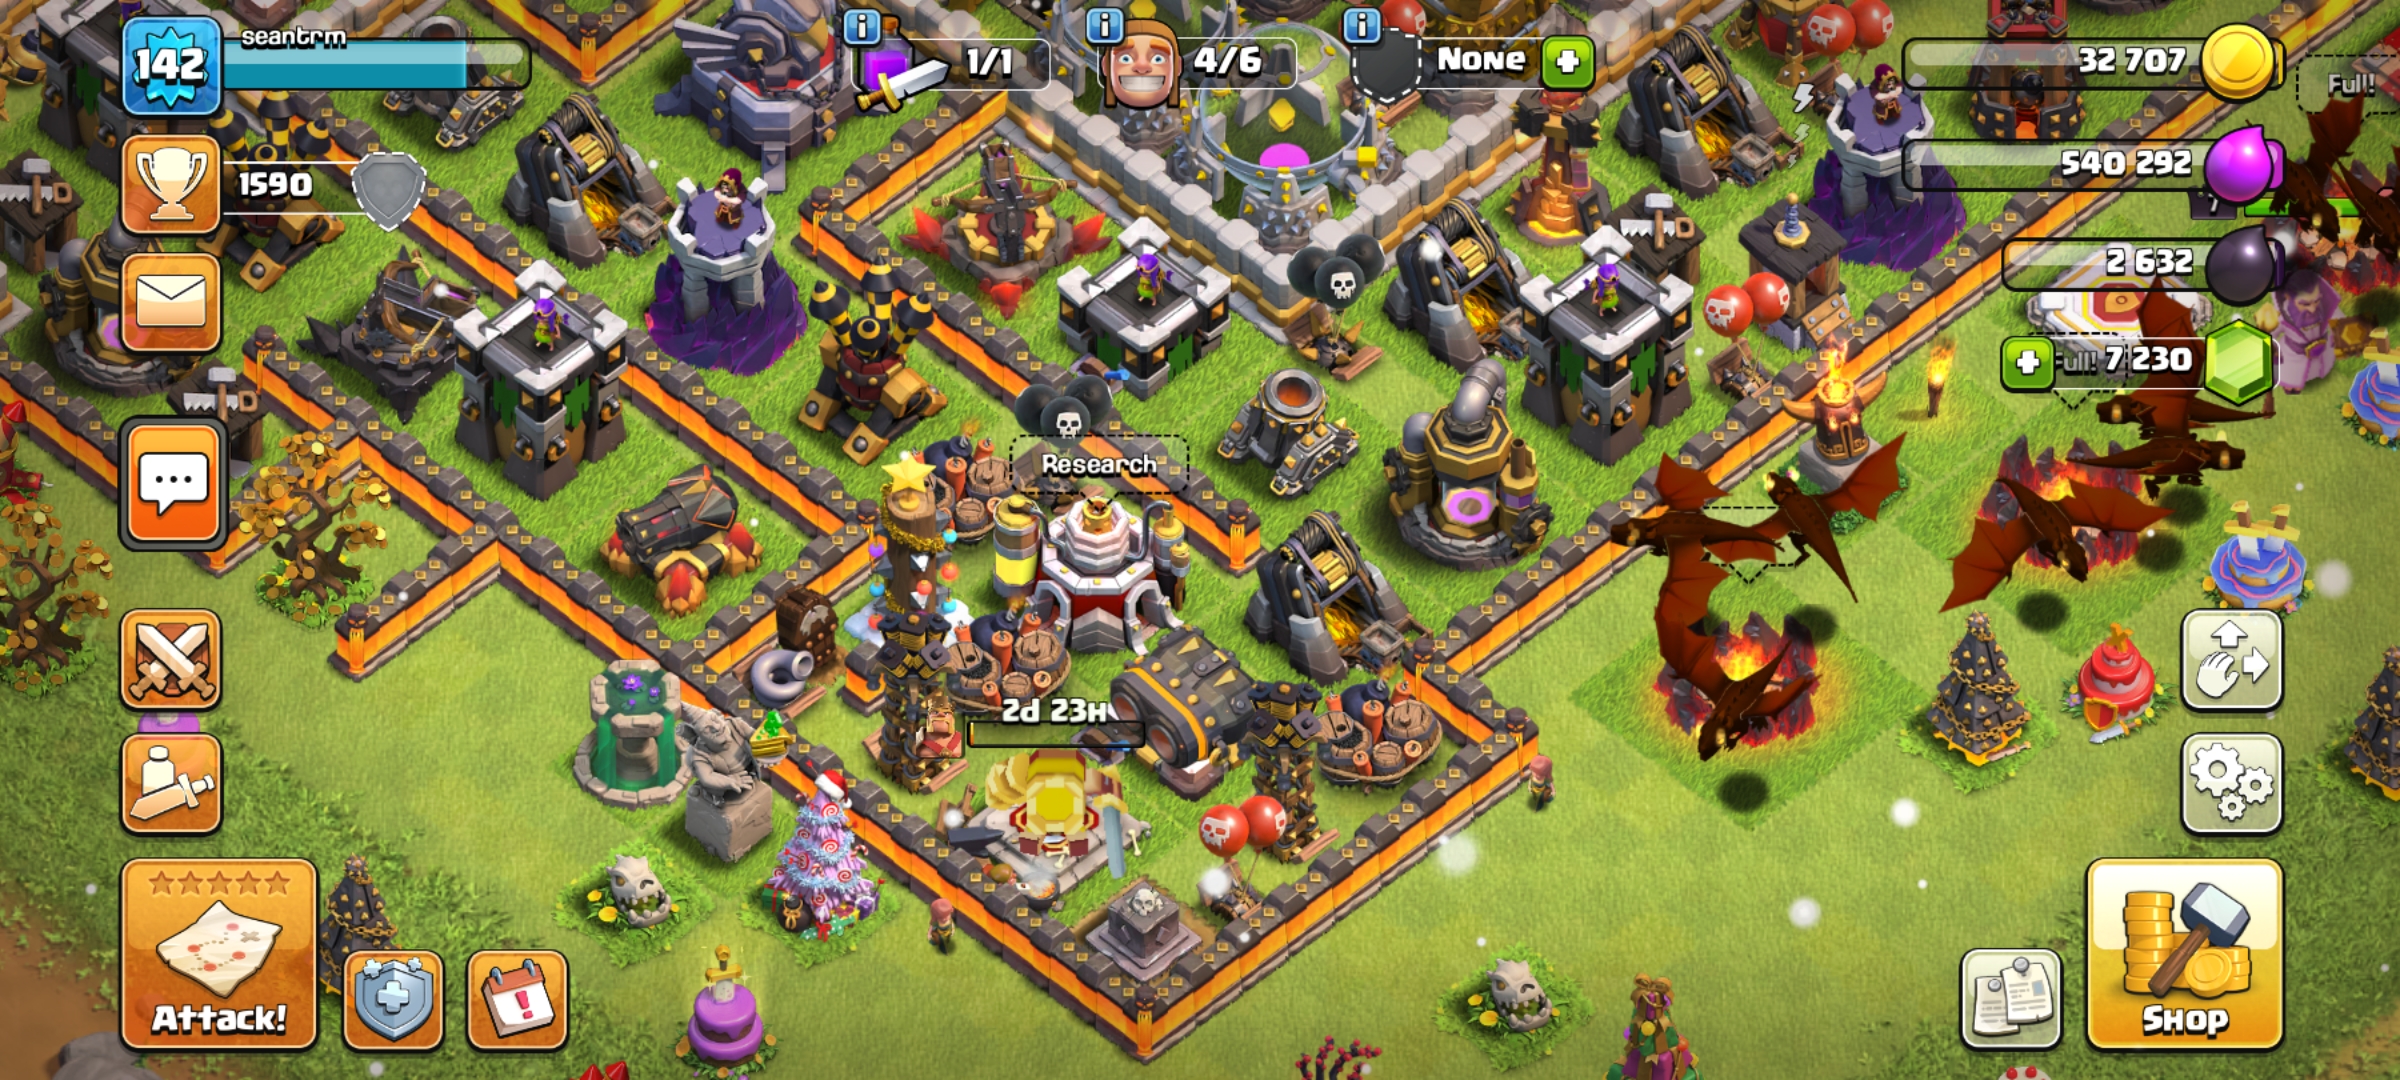 142
seantrm
1/1
4/6
None
32 707
Full!
1590
540 292
2 632
Full! 7 230
Research
2d 23H
Attack!
Shop